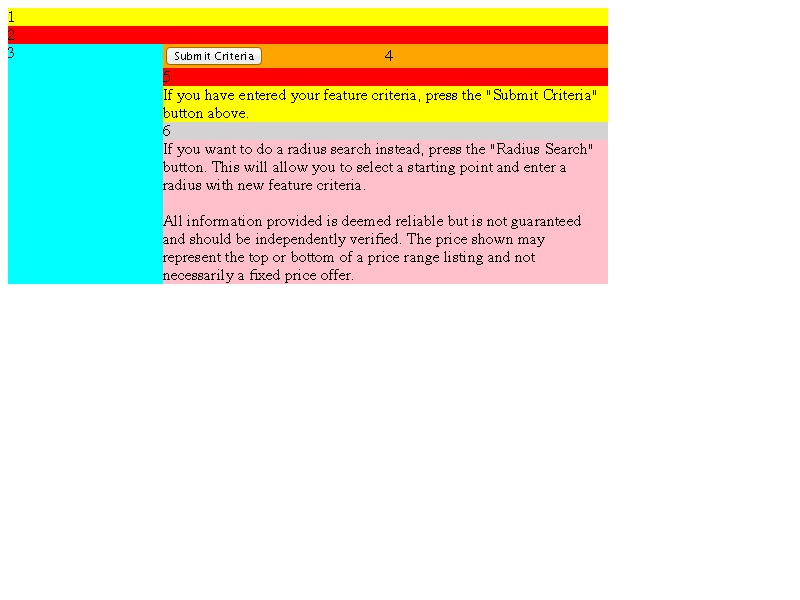 1
2
3
Submit Criteria 4
5
If you have entered your feature criteria, press the "Submit Criteria"
button above.
6
If you want to do a radius search instead, press the "Radius Search"
button. This will allow you to select a starting point and enter a
radius with new feature criteria.
All information provided is deemed reliable but is not guaranteed
and should be independently verified. The price shown may
represent the top or bottom of a price range listing and not
necessarily a fixed price offer.